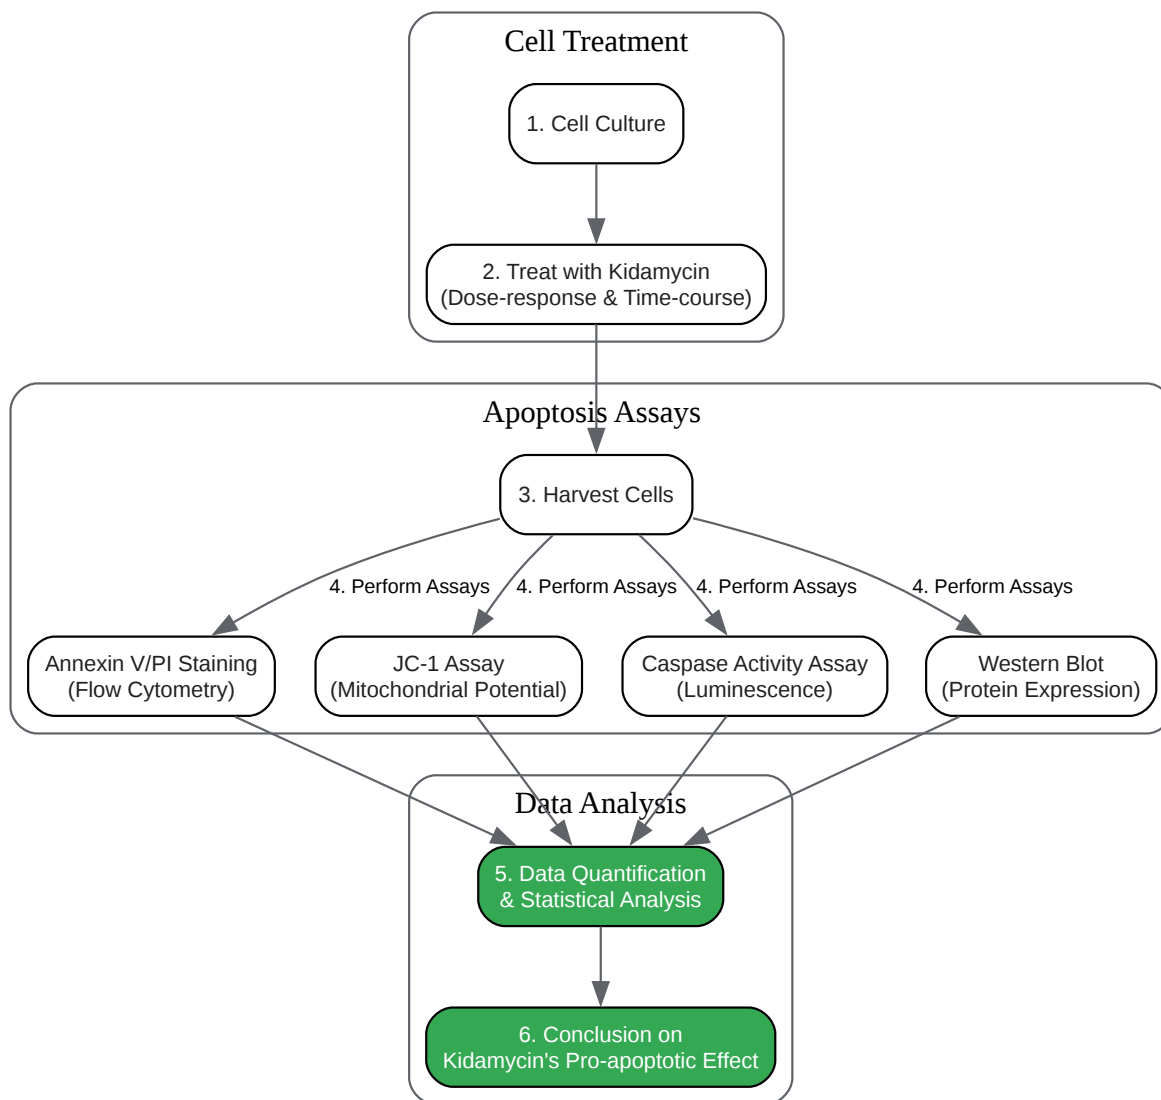 Cell Treatment
1. Cell Culture
2. Treat with Kidamycin
(Dose-response & Time-course)
Apoptosis Assays
3. Harvest Cells
4. Perform Assays
4. Perform Assays
4. Perform Assays
4. Perform Assays
Annexin V/PI Staining
(Flow Cytometry)
JC-1 Assay
(Mitochondrial Potential)
Caspase Activity Assay
(Luminescence)
Western Blot
(Protein Expression)
Data Analysis
5. Data Quantification
& Statistical Analysis
6. Conclusion on
Kidamycin's Pro-apoptotic Effect